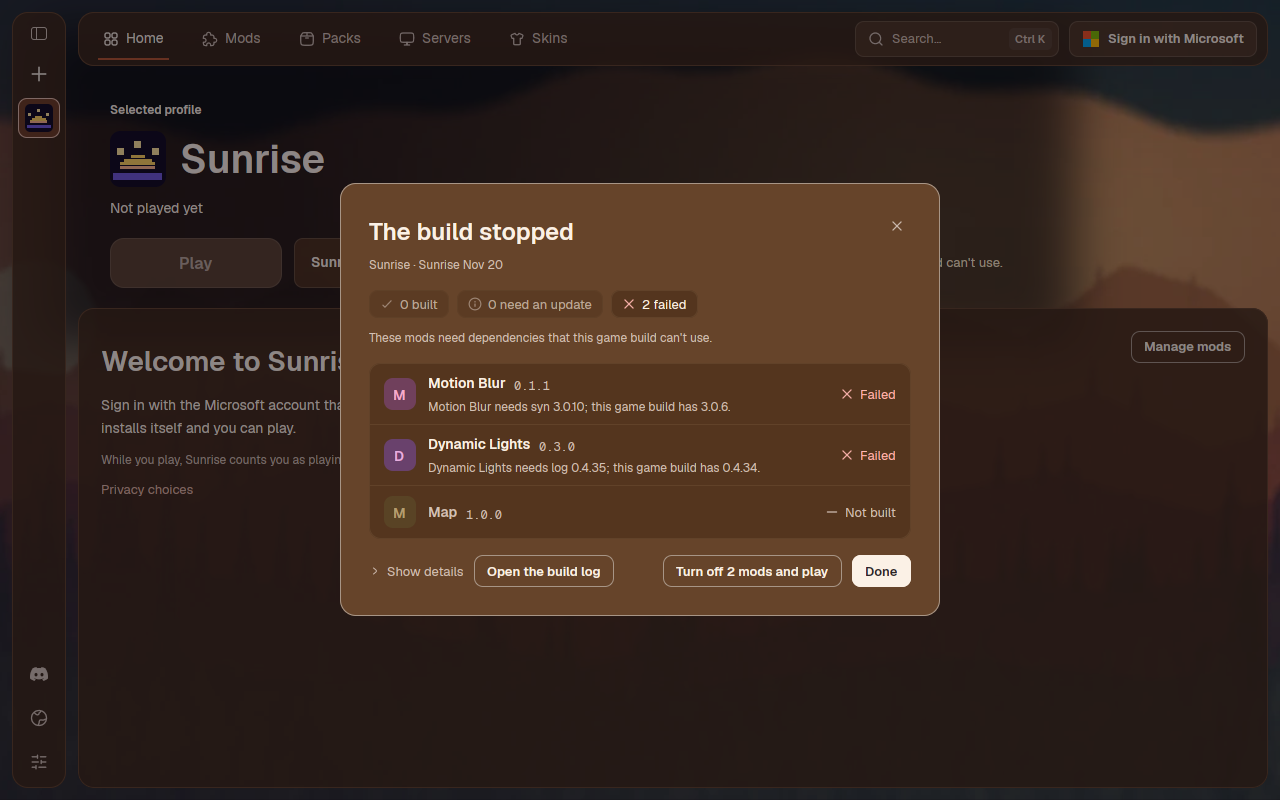 Home
Mods
Packs
Servers
Skins
Search...
Ctrl K
Sign in with Microsoft
Selected profile
Sunrise
Not played yet
Play
can't use.
Welcome to
Manage mods
Sign in with the Microsoft account
installs itself and you can play.
While you play, Sunrise counts you as
Privacy choices
The build stopped
Sunrise · Sunrise Nov 20
0 built
0 need an update
2 failed
These mods need dependencies that this game build can't use.
M
Motion Blur 0.1.1
Motion Blur needs syn 3.0.10; this game build has 3.0.6.
Failed
D
Dynamic Lights 0.3.0
Dynamic Lights needs log 0.4.35; this game build has 0.4.34.
Failed
M
Map 1.0.0
Not built
Show details
Open the build log
Turn off 2 mods and play
Done